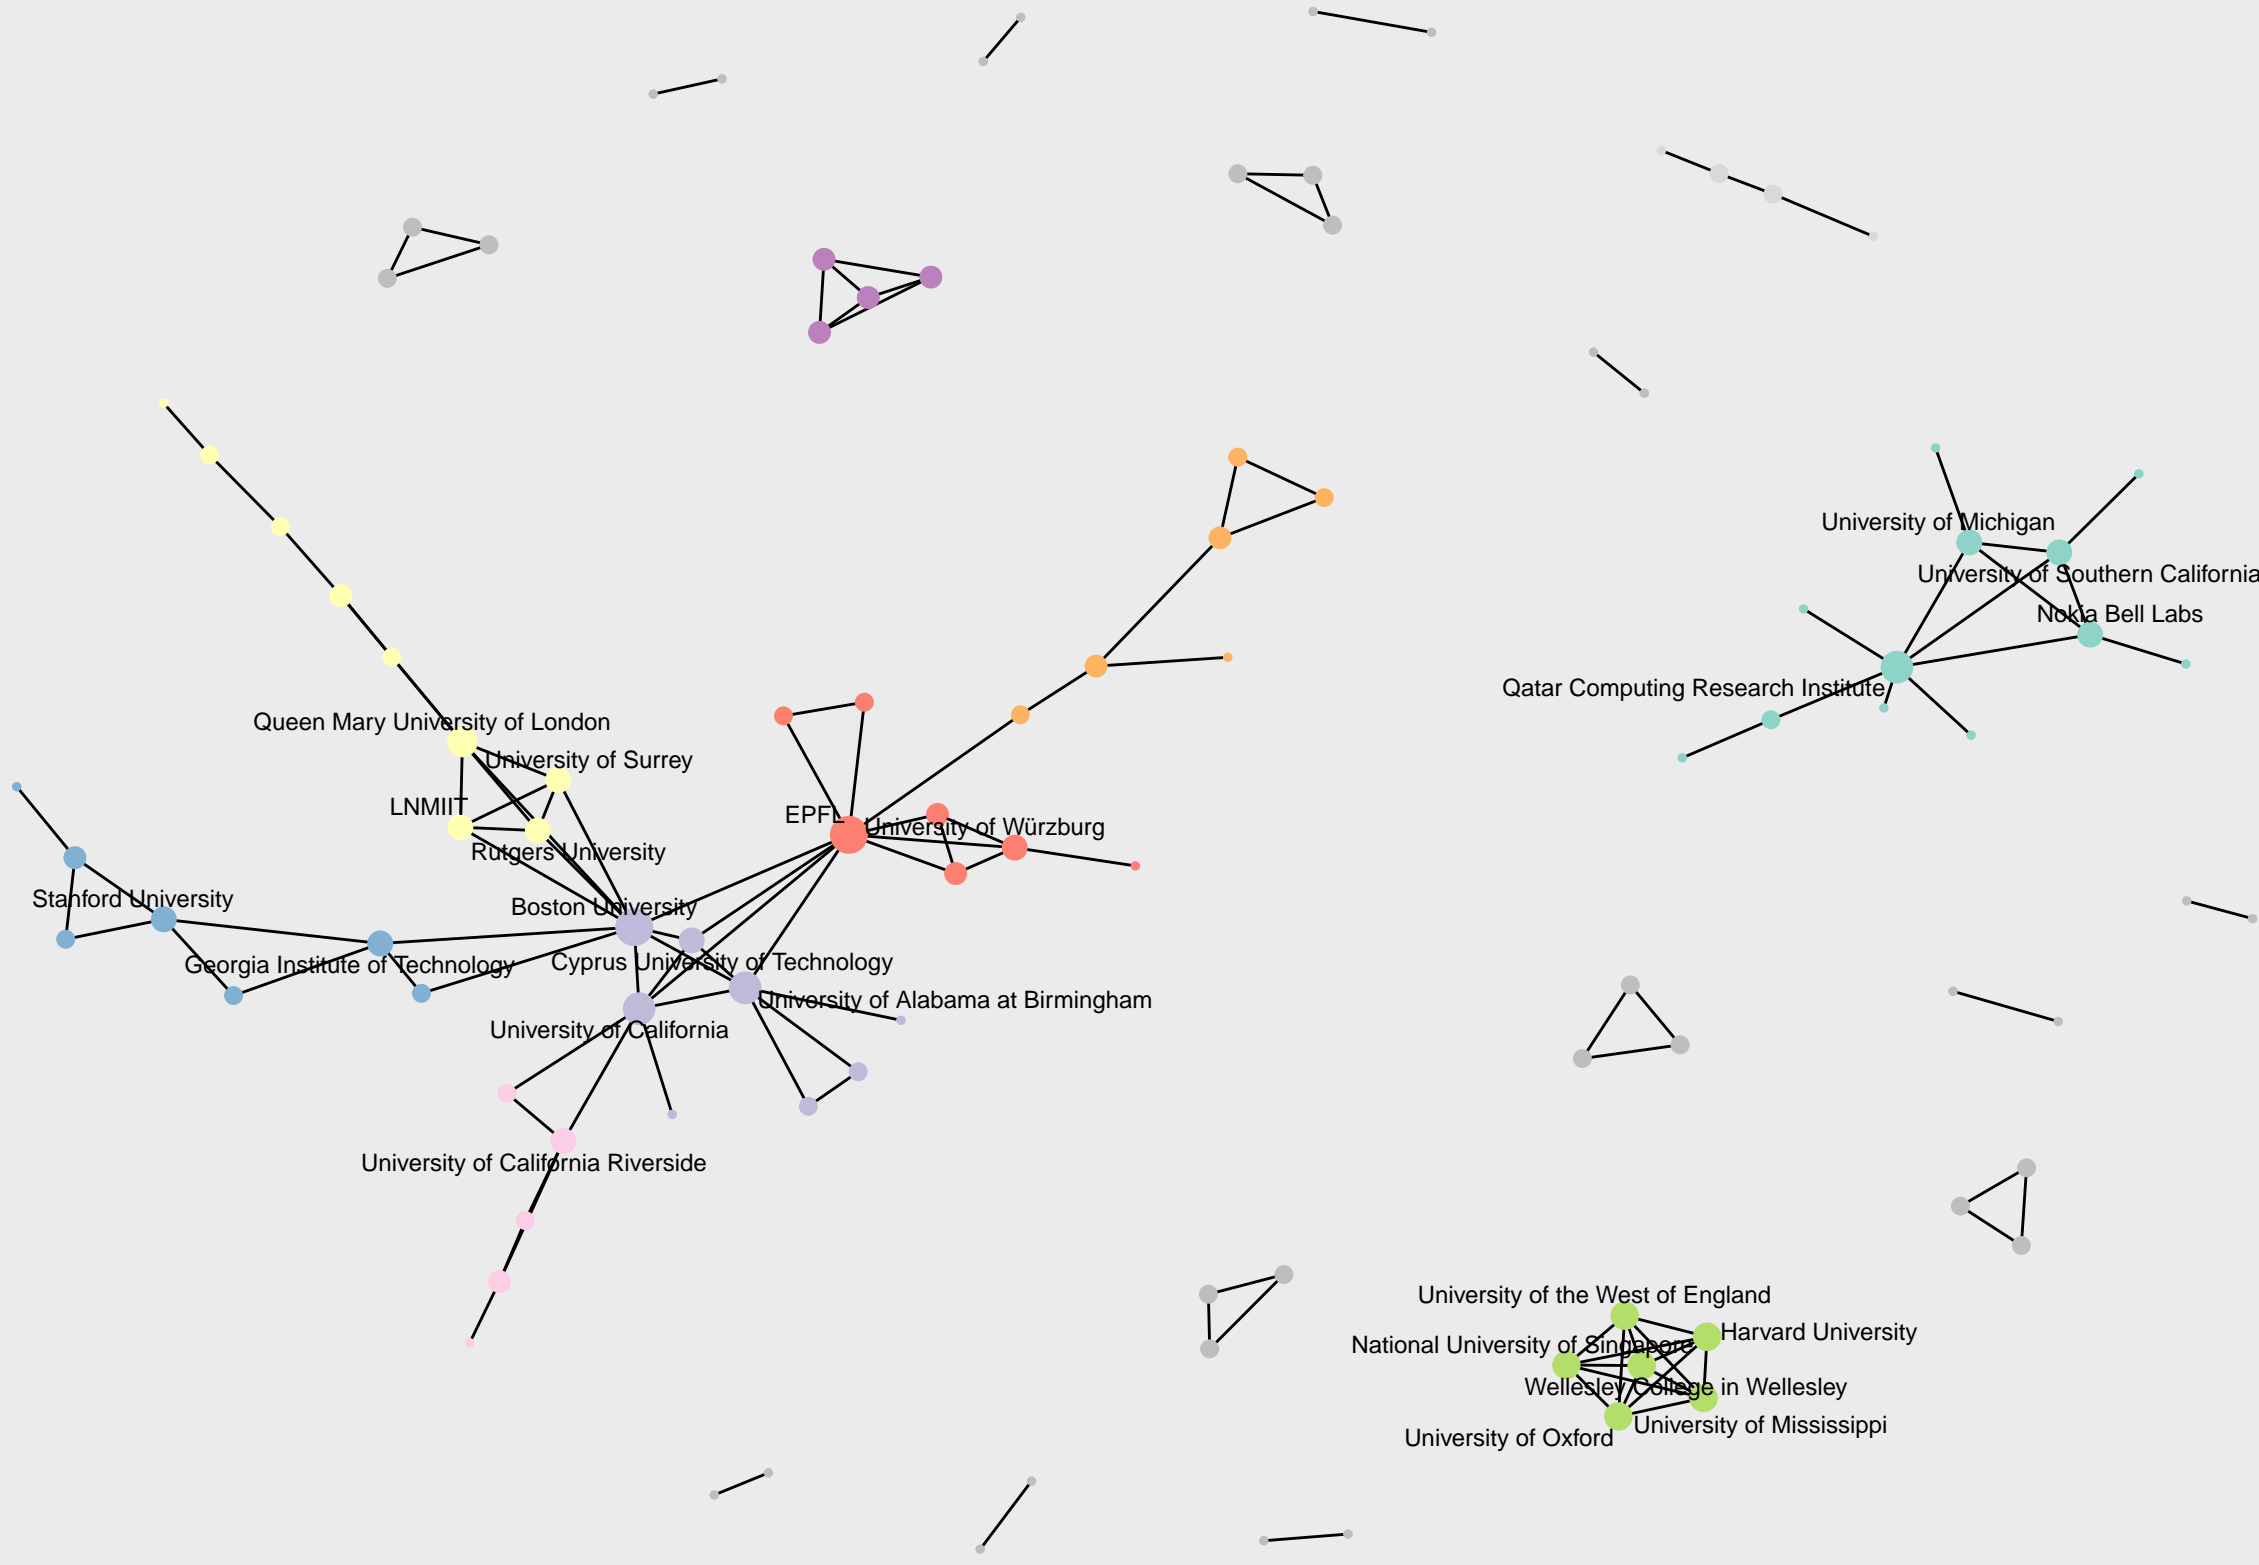 University of Michigan
University of Southern California
Nokia Bell Labs
Qatar Computing Research Institute
Queen Mary University of London
University of Surrey
LNMIIT
EPFL
University of Würzburg
Rutgers University
Stanford University
Boston University
Georgia Institute of Technology
Cyprus University of Technology
University of Alabama at Birmingham
University of California
University of California Riverside
University of the West of England
Harvard University
National University of Singapore
Wellesley College in Wellesley
University of Mississippi
University of Oxford